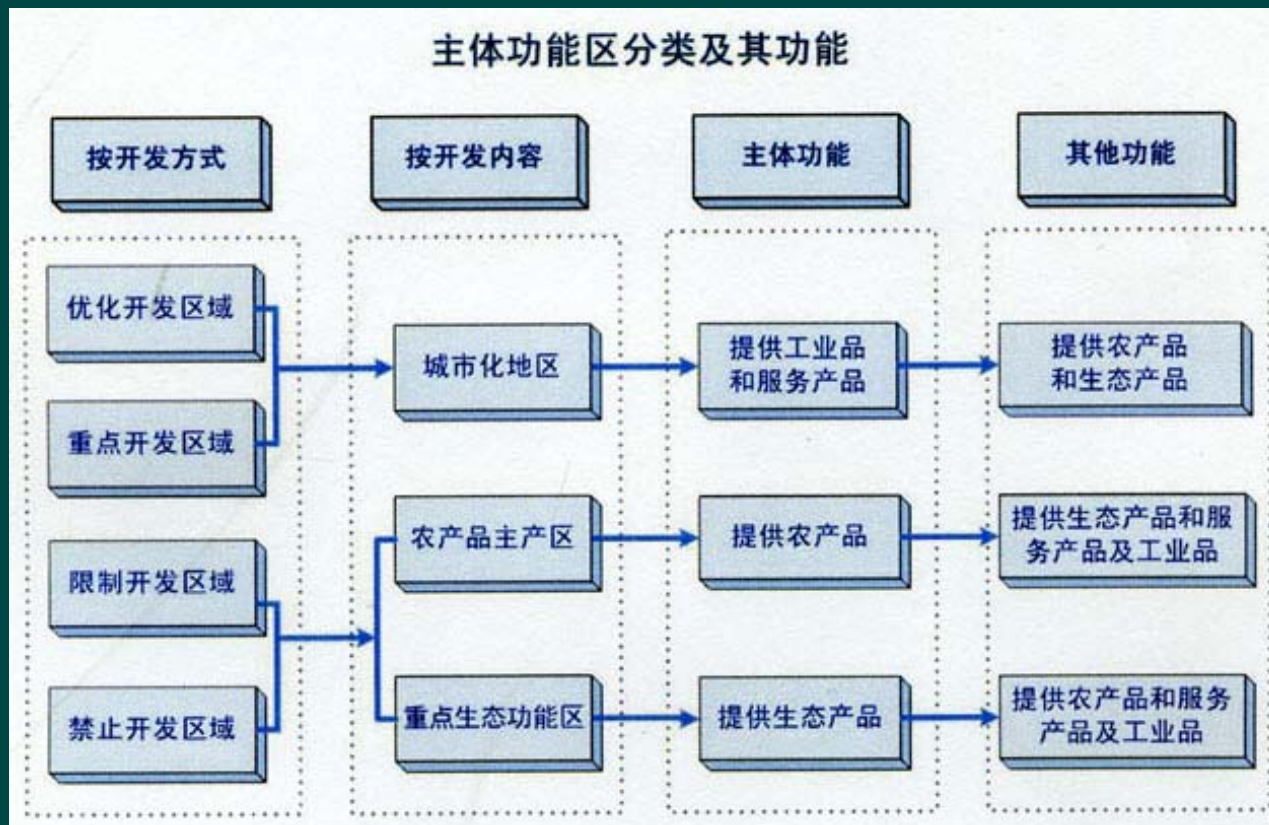 主体功能区分类及其功能
按开发方式
按开发内容
主体功能
其他功能
优化开发区域
重点开发区域
限制开发区域
禁止开发区域
城市化地区
农产品主产区
重点生态功能区
提供工业品
和服务产品
提供农产品
提供生态产品
提供农产品
和生态产品
提供生态产品和服
务产品及工业品
提供农产品和服务
产品及工业品